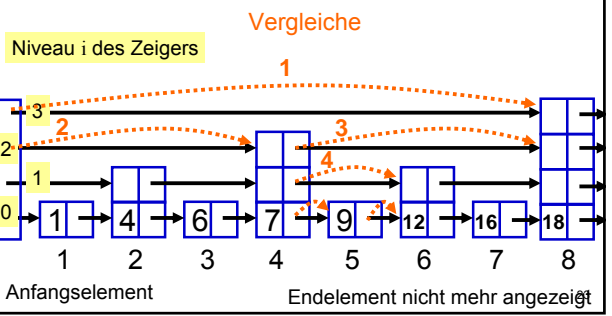 Vergleiche
Niveau i des Zeigers
1
3
2 2 3
4
1
0 1 4 6 7 9 12 16 18
1 2 3 4 5 6 7 8
Anfangselement Endelement nicht mehr angezeigt